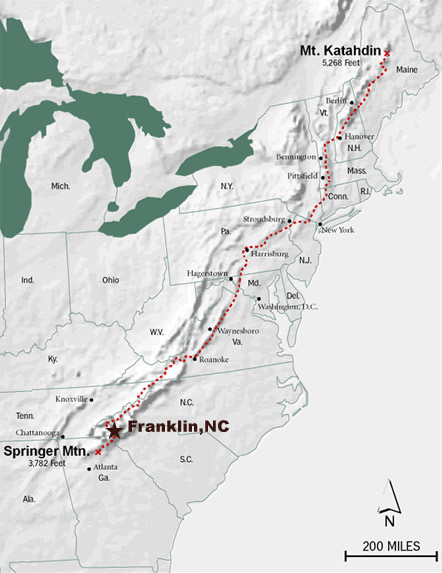 Mt. Katahdin
5,268 Feet
Maine
Berlin
Vt.
Hanover
N.H.
Bennington
Mass.
Pittsfield
R.I.
Conn.
Mich.
N.Y.
Stroudsburg
New York
Pa.
Harrisburg
N.J.
Ind.
Ohio
Hagerstown
Md.
Del.
Washington, D.C.
W.V.
Waynesboro
Va.
Ky.
Roanoke
Knoxville
N.C.
Tenn.
Franklin,NC
Chattanooga
Springer Mtn.
3,782 Feet
S.C.
Atlanta
Ga.
Ala.
N
200 MILES